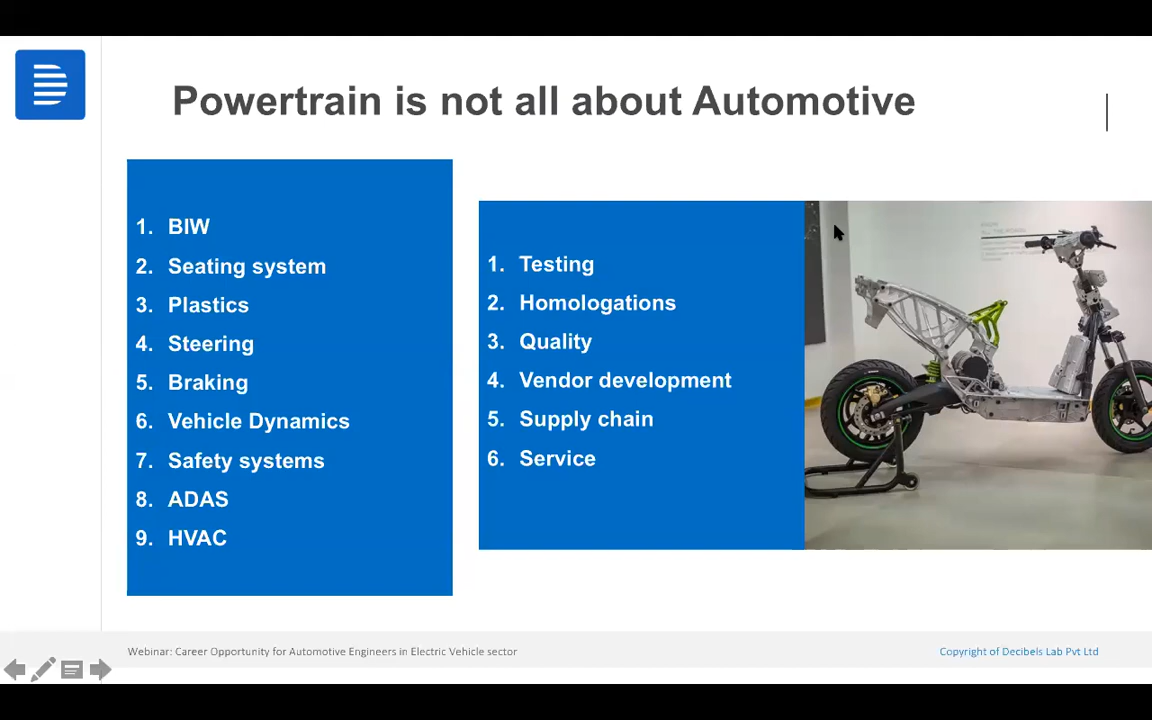 Powertrain is not all about Automotive
1. BIW
2. Seating system
3. Plastics
4. Steering
5. Braking
6. Vehicle Dynamics
7. Safety systems
8. ADAS
9. HVAC
1. Testing
2. Homologations
3. Quality
4. Vendor development
5. Supply chain
6. Service
Webinar: Career Opportunity for Automotive Engineers in Electric Vehicle sector
Copyright of Decibels Lab Pvt Ltd